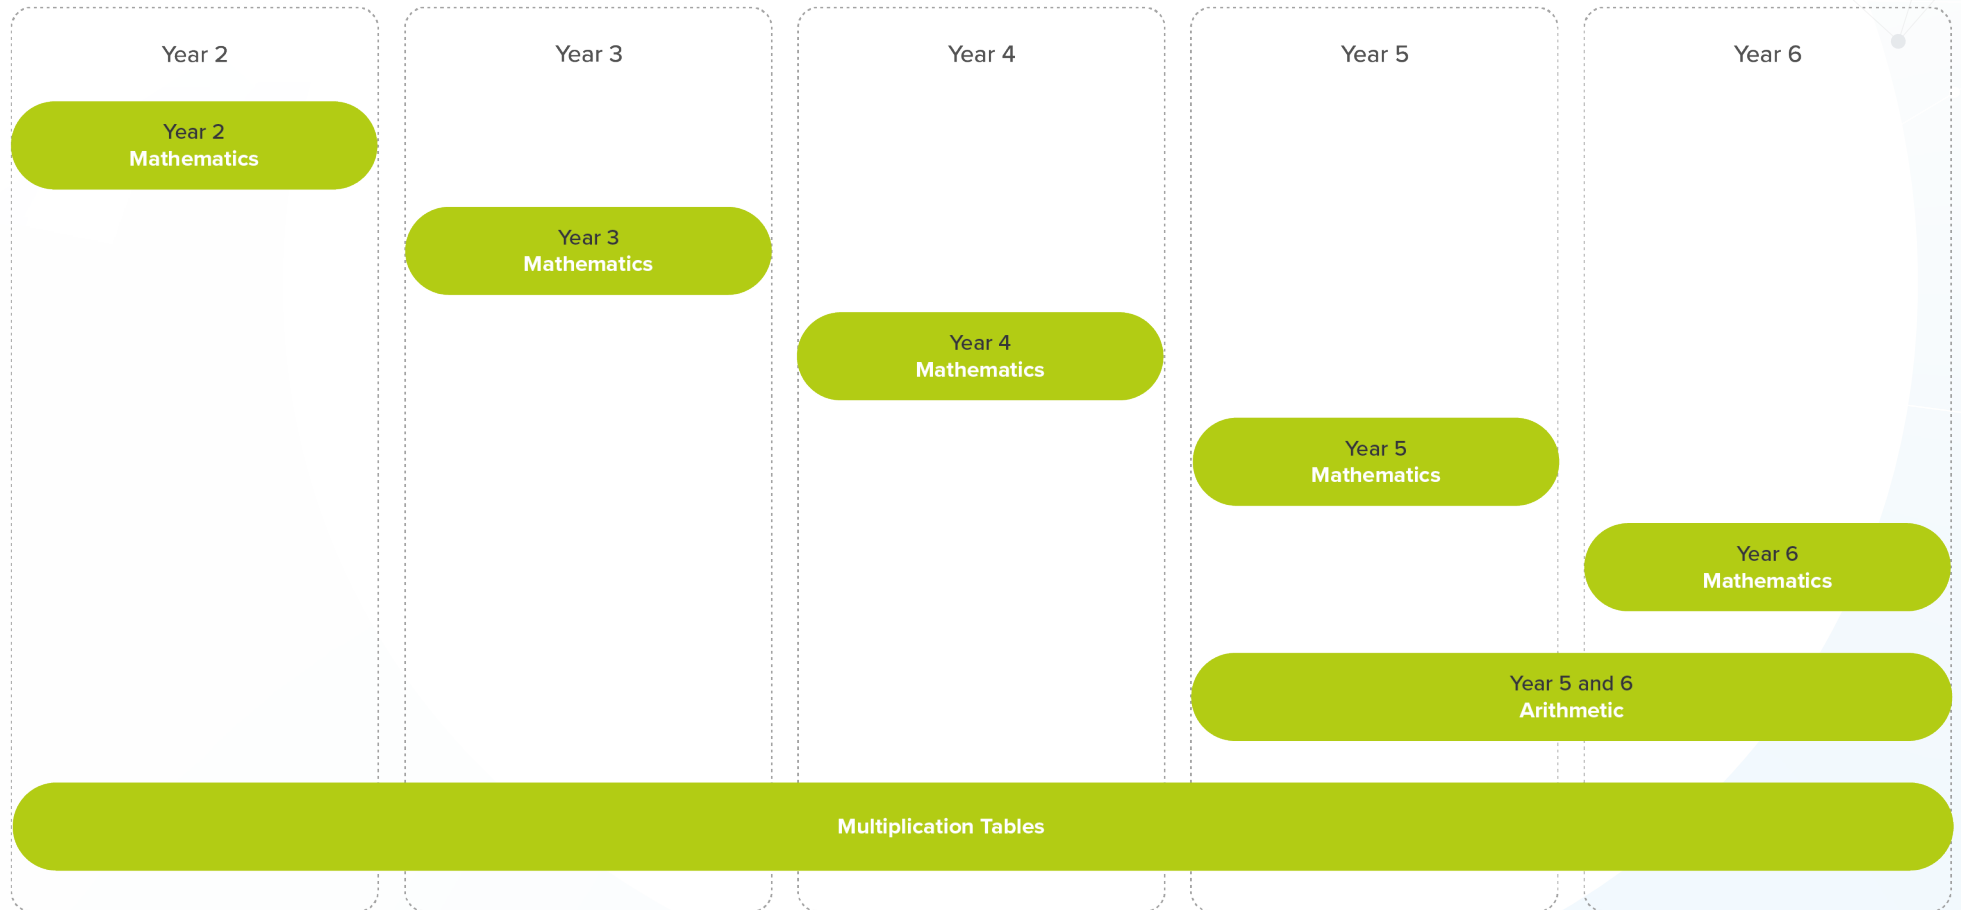 Year 2
Year 3
Year 4
Year 5
Year 6
Year 2
Mathematics
Year 3
Mathematics
Year 4
Mathematics
Year 5
Mathematics
Year 6
Mathematics
Year 5 and 6
Arithmetic
Multiplication Tables